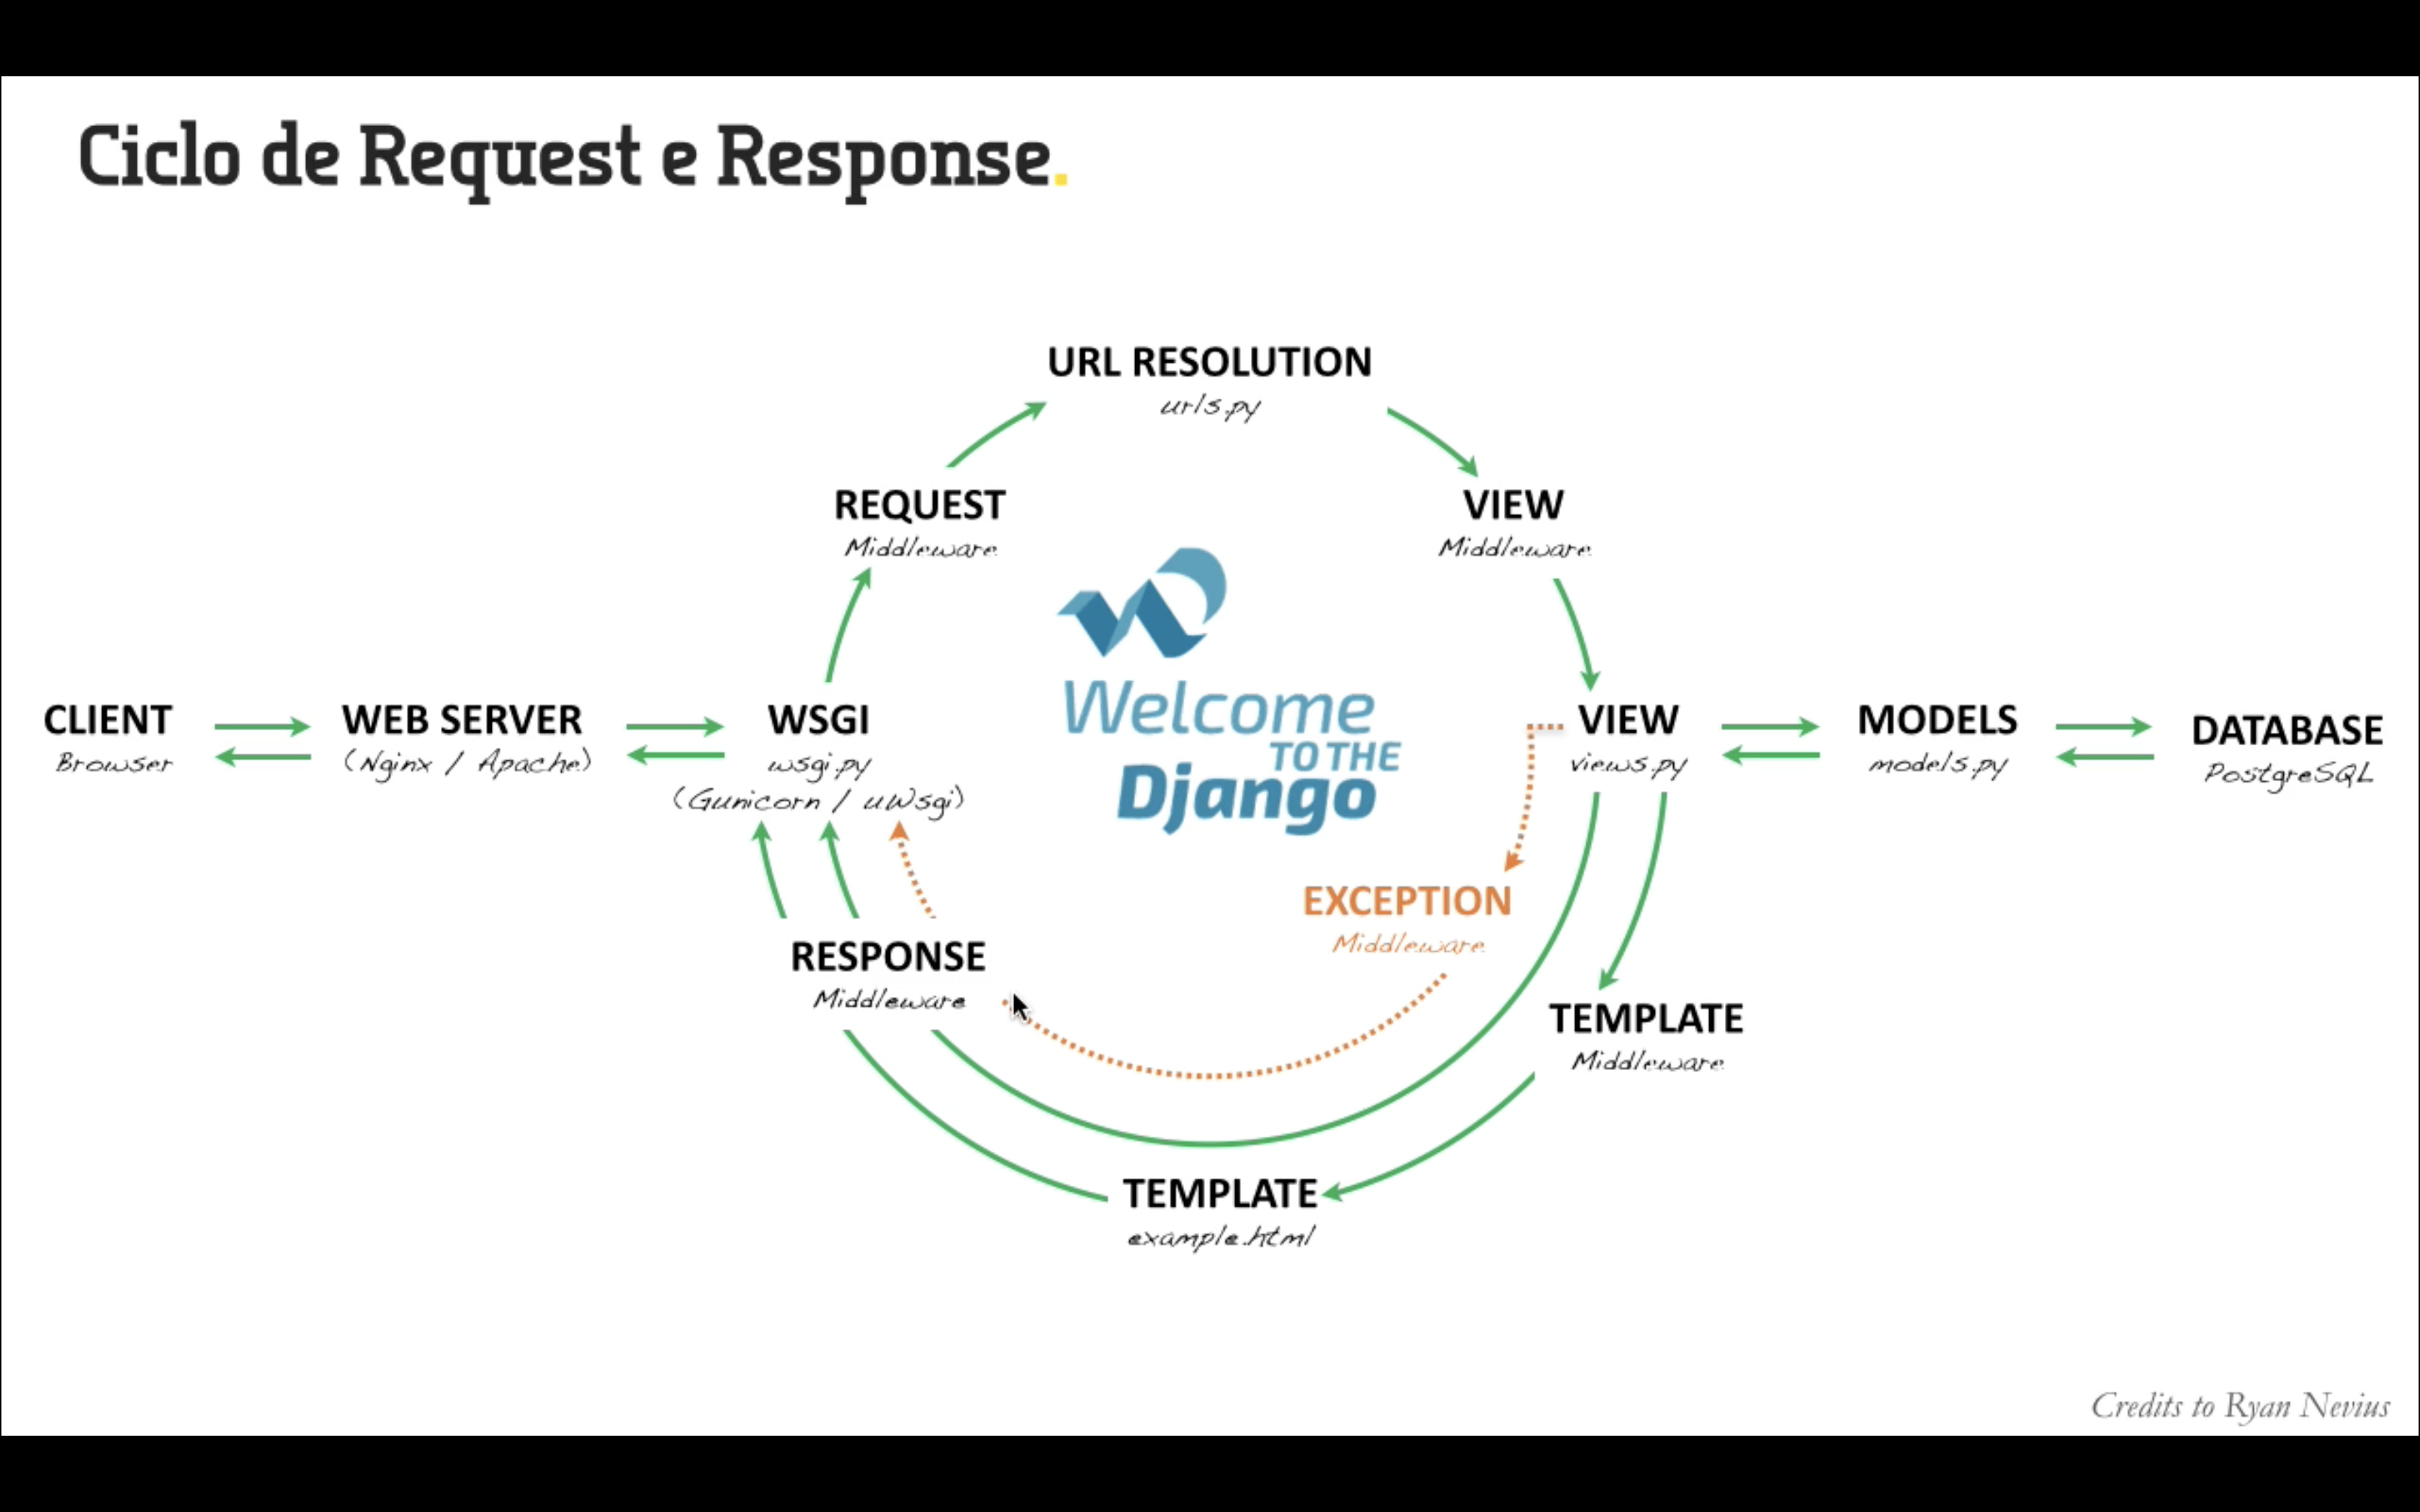 Ciclo de Request e Response.
URL RESOLUTION
urls.py
REQUEST
Middleware
VIEW
Middleware
CLIENT
Browser
WEB SERVER
(Nginx / Apache)
WSGI
wsgi.py
(Gunicorn / uWsgi)
Welcome
TO THE
Django
VIEW
views.py
MODELS
models.py
DATABASE
PostgreSQL
EXCEPTION
Middleware
RESPONSE
Middleware
TEMPLATE
Middleware
TEMPLATE
example.html
Credits to Ryan Nevius